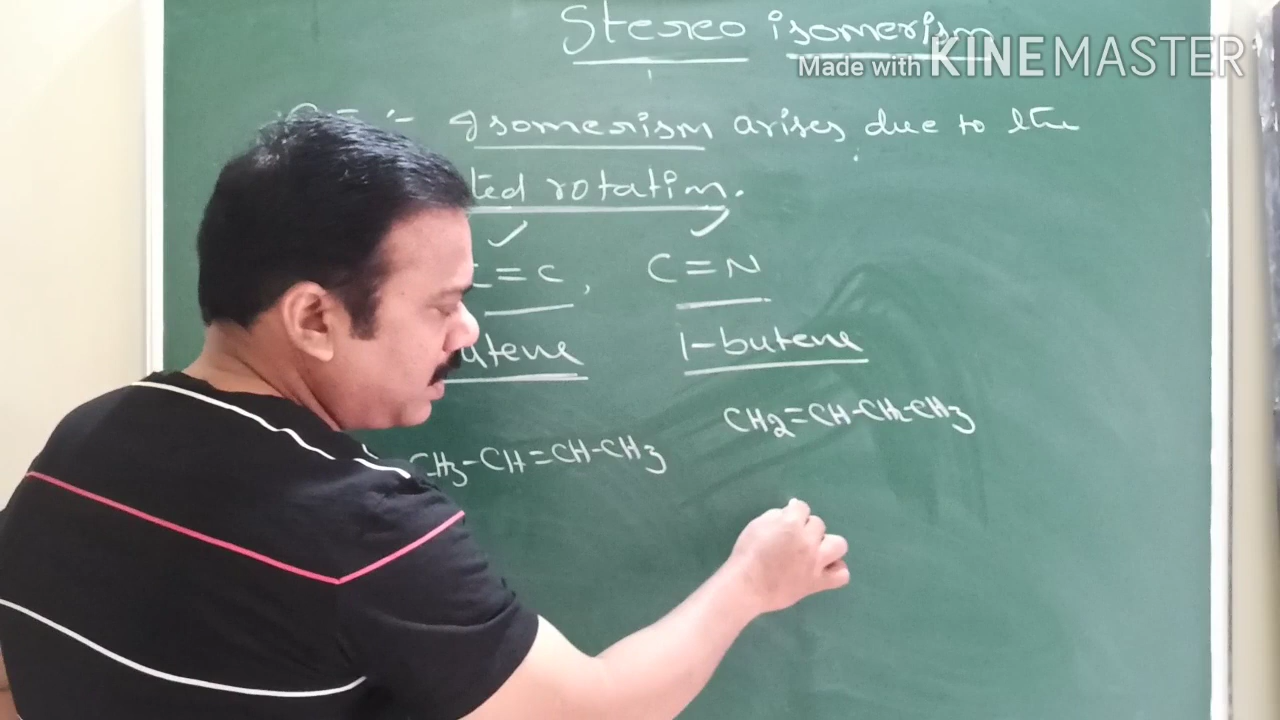 Stereo isomerism
Made with KINEMASTER
Isomerism arises due to the
ted rotation.
C=C, C=N
utene 1-butene
CH2=CH-CH2-CH3
CH3-CH=CH-CH3